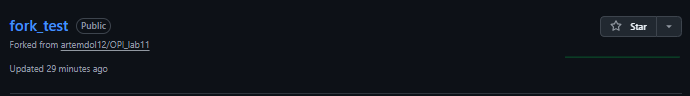 fork_test Public Star
Forked from artemdol12/OPI_lab11
Updated 29 minutes ago